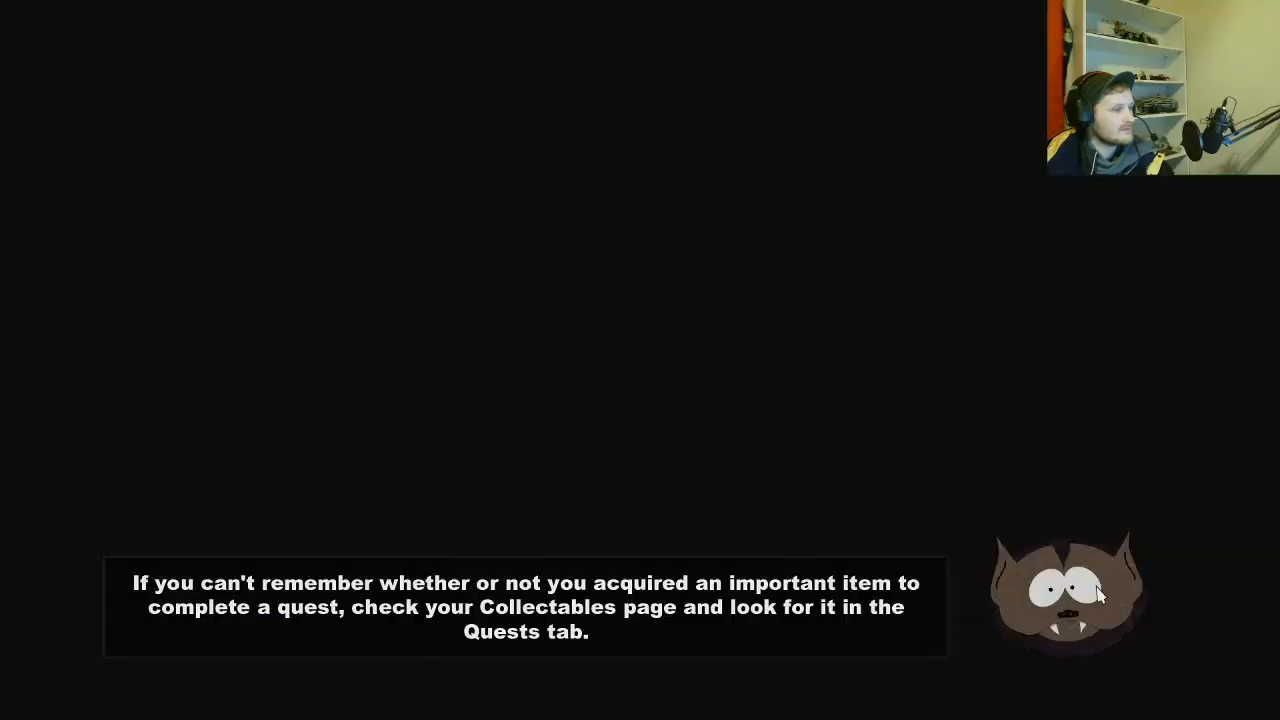 If you can't remember whether or not you acquired an important item to
complete a quest, check your Collectables page and look for it in the
Quests tab.